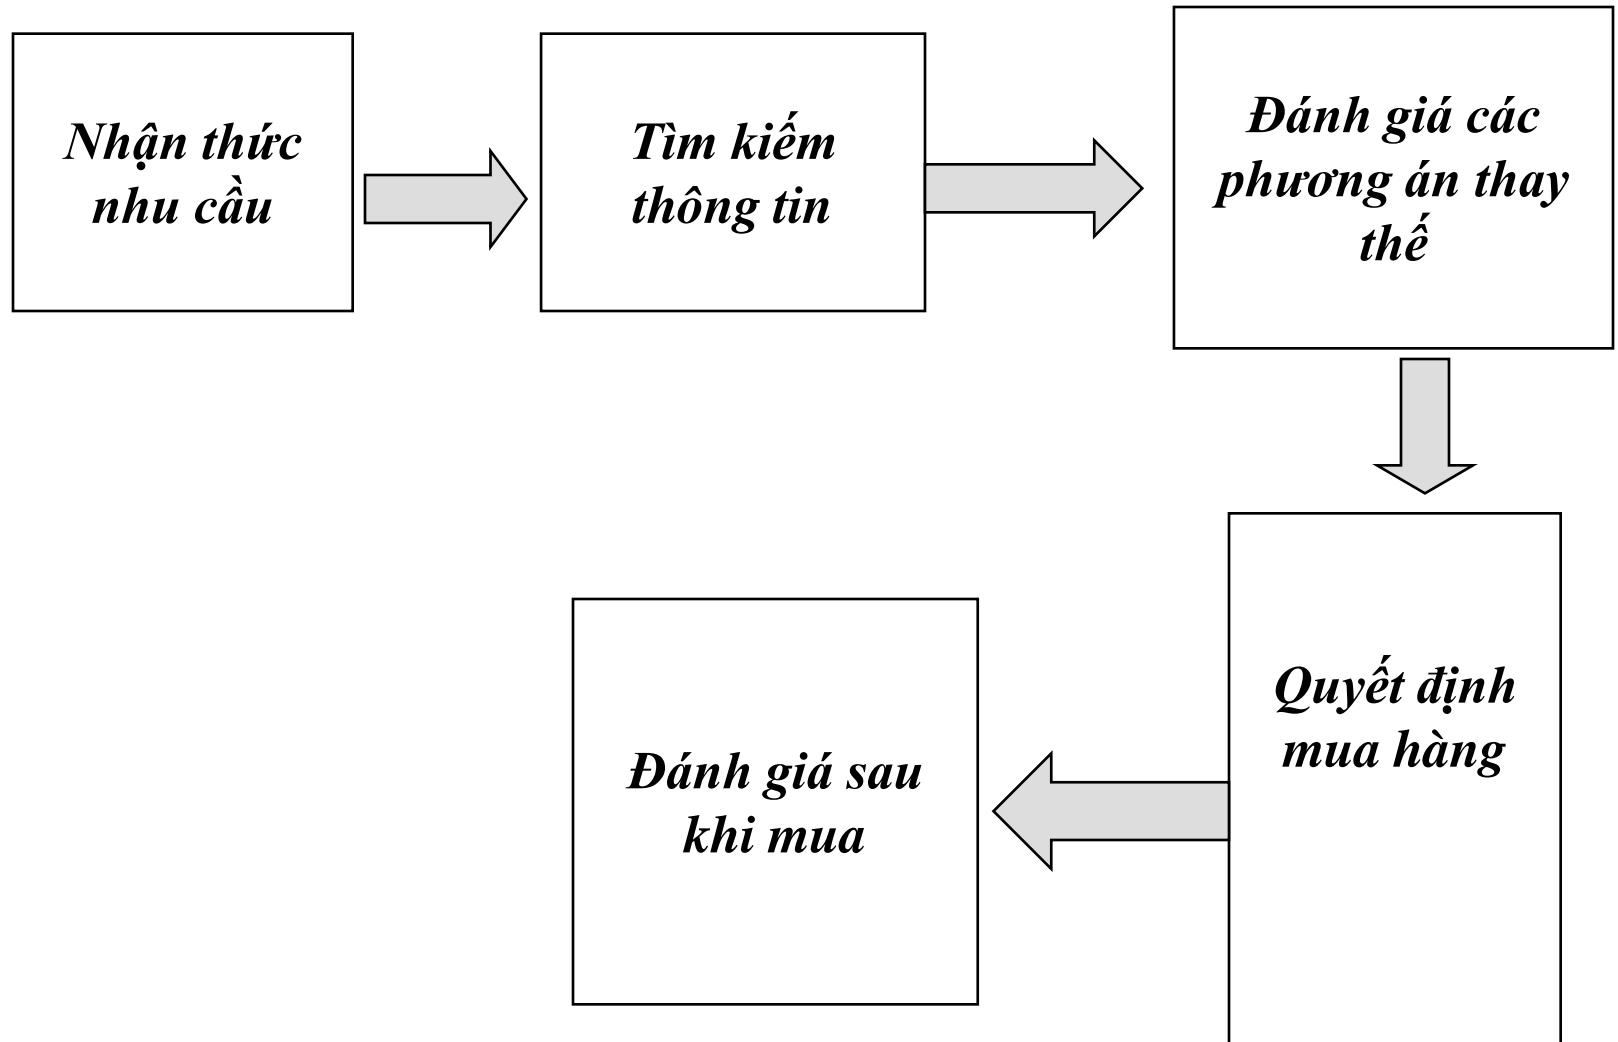 Nhận thức
nhu cầu
Tìm kiếm
thông tin
Đánh giá các
phương án thay
thế
Quyết định
mua hàng
Đánh giá sau
khi mua